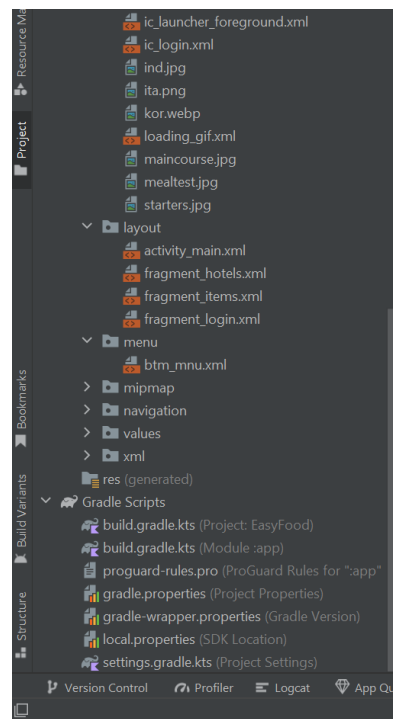 Resource Ma
Project
Bookmarks
Build Variants
Structure
ic_launcher_foreground.xml
ic_login.xml
ind.jpg
ita.png
kor.webp
loading_gif.xml
maincourse.jpg
mealtest.jpg
starters.jpg
layout
activity_main.xml
fragment_hotels.xml
fragment_items.xml
fragment_login.xml
menu
btm_mnu.xml
mipmap
navigation
values
xml
res (generated)
Gradle Scripts
build.gradle.kts (Project: EasyFood)
build.gradle.kts (Module :app)
proguard-rules.pro (ProGuard Rules for ":app"
gradle.properties (Project Properties)
gradle-wrapper.properties (Gradle Version)
local.properties (SDK Location)
settings.gradle.kts (Project Settings)
Version Control Profiler Logcat App Qu